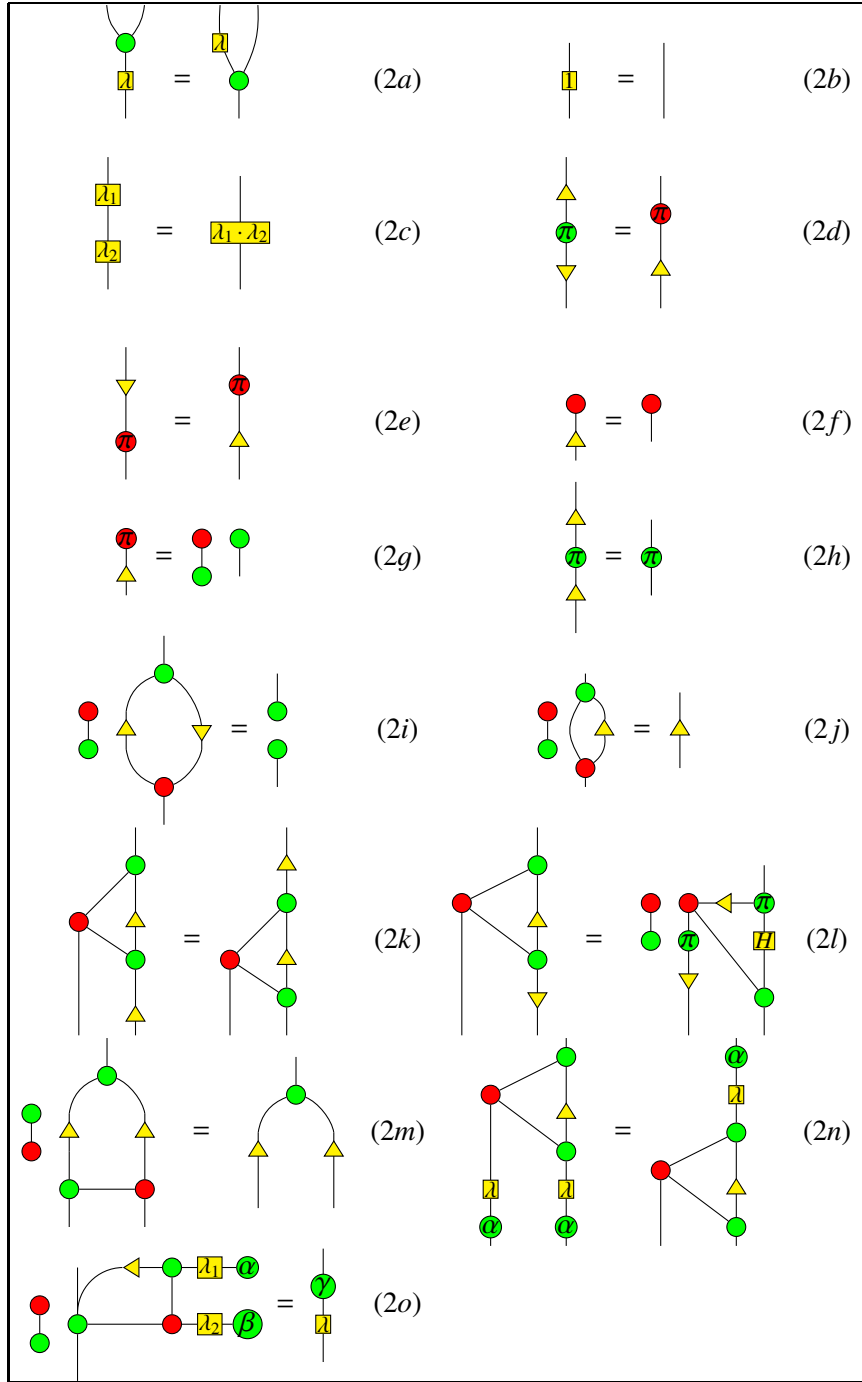 λ = λ (2a) 1 = (2b)
λ₁ λ₂ = λ₁ · λ₂ (2c) π = π (2d)
π = π (2e) = (2f)
π = (2g) π = π (2h)
= (2i) = (2j)
= (2k) = π π H (2l)
= (2m) λ λ α α = α λ (2n)
λ₁ α λ₂ β = γ λ (2o)